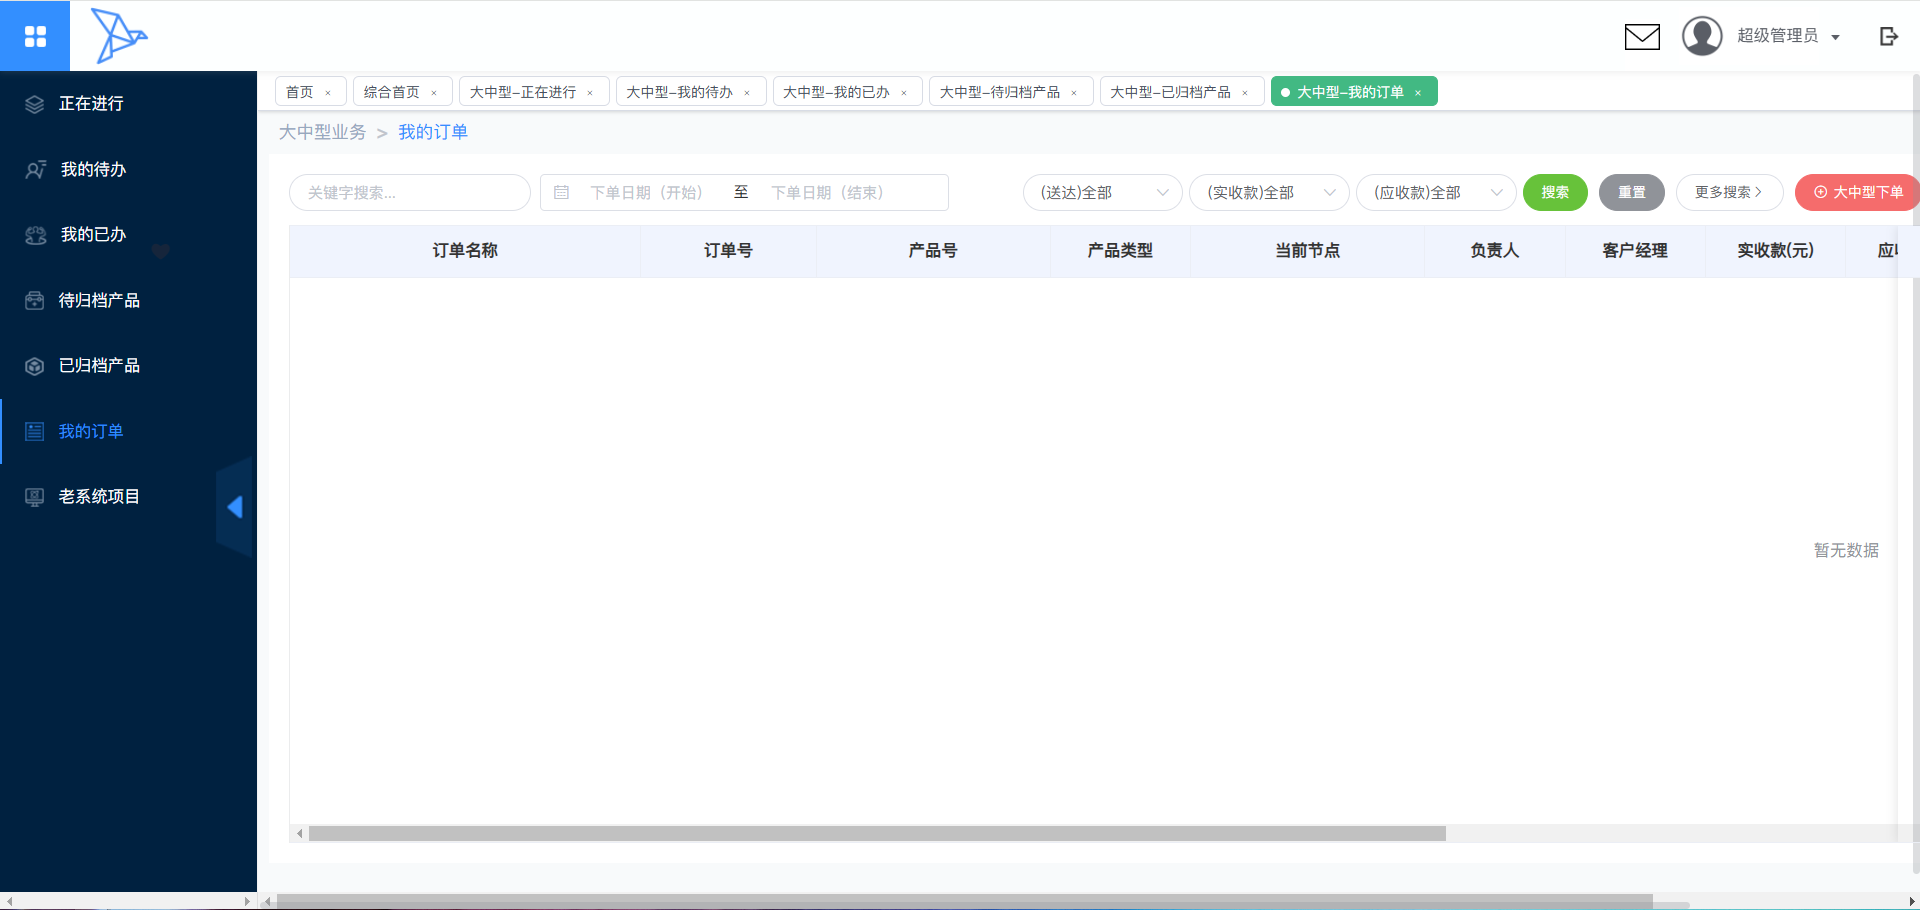 超级管理员
正在进行
我的待办
我的已办
待归档产品
已归档产品
我的订单
老系统项目
首页 × 综合首页 × 大中型-正在进行 × 大中型-我的待办 × 大中型-我的已办 × 大中型-待归档产品 × 大中型-已归档产品 × 大中型-我的订单 ×
大中型业务 > 我的订单
关键字搜索... 下单日期（开始） 至 下单日期（结束） (送达)全部 (实收款)全部 (应收款)全部 搜索 重置 更多搜索 大中型下单
订单名称 订单号 产品号 产品类型 当前节点 负责人 客户经理 实收款(元) 应
暂无数据